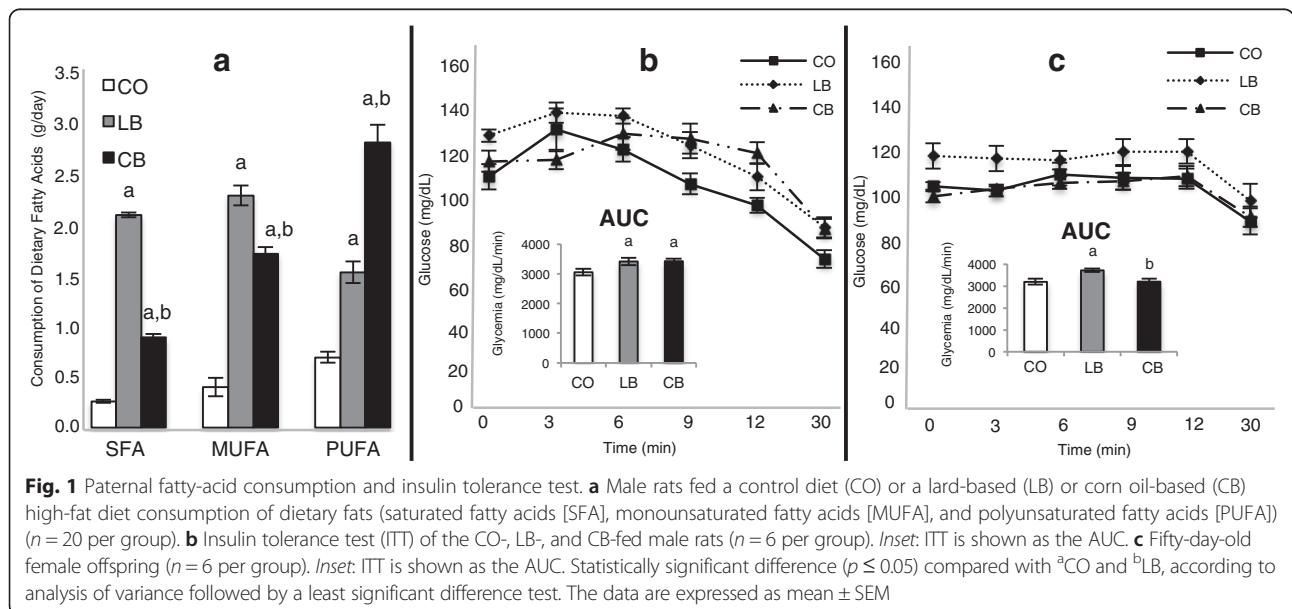 a
3.5
3.0
2.5
2.0
1.5
1.0
0.5
0.0
Consumption of Dietary Fatty Acids (g/day)
CO
LB
CB
a
a,b
a
a,b
a
a,b
SFA MUFA PUFA
b
CO
LB
CB
160
140
120
100
80
60
40
20
0
Glucose (mg/dL)
0 3 6 9 12 30
Time (min)
AUC
4000
3000
2000
1000
0
Glycemia (mg/dL/min)
a a
CO LB CB
c
CO
LB
CB
160
140
120
100
80
60
40
20
0
Glucose (mg/dL)
0 3 6 9 12 30
Time (min)
AUC
4000
3000
2000
1000
0
Glycemia (mg/dL/min)
a b
CO LB CB
Fig. 1 Paternal fatty-acid consumption and insulin tolerance test. a Male rats fed a control diet (CO) or a lard-based (LB) or corn oil-based (CB)
high-fat diet consumption of dietary fats (saturated fatty acids [SFA], monounsaturated fatty acids [MUFA], and polyunsaturated fatty acids [PUFA])
(n = 20 per group). b Insulin tolerance test (ITT) of the CO-, LB-, and CB-fed male rats (n = 6 per group). Inset: ITT is shown as the AUC. c Fifty-day-old
female offspring (n = 6 per group). Inset: ITT is shown as the AUC. Statistically significant difference (p ≤ 0.05) compared with ᵃCO and ᵇLB, according to
analysis of variance followed by a least significant difference test. The data are expressed as mean ± SEM